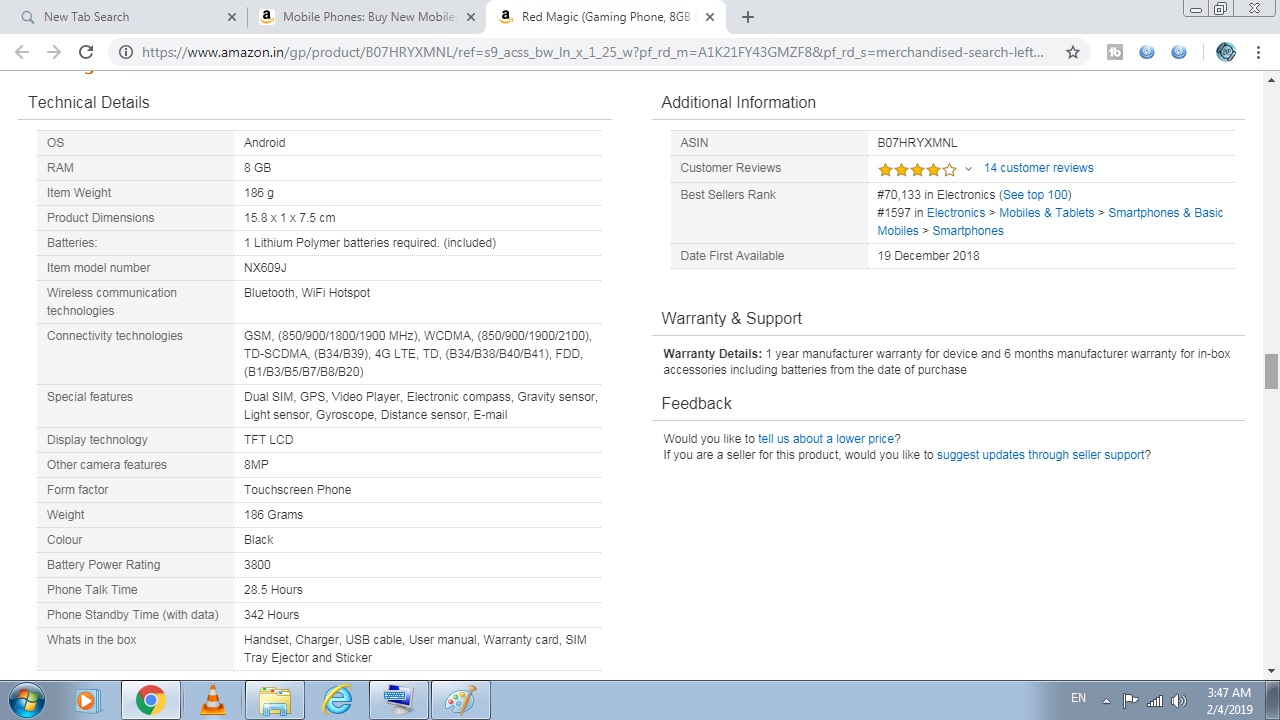 New Tab Search
Mobile Phones: Buy New Mobile
Red Magic (Gaming Phone, 8GB
https://www.amazon.in/gp/product/B07HRYXMNL/ref=s9_acss_bw_ln_x_1_25_w?pf_rd_m=A1K21FY43GMZF8&pf_rd_s=merchandised-search-left...
Technical Details
OS Android
RAM 8 GB
Item Weight 186 g
Product Dimensions 15.8 x 1 x 7.5 cm
Batteries: 1 Lithium Polymer batteries required. (included)
Item model number NX609J
Wireless communication Bluetooth, WiFi Hotspot
technologies
Connectivity technologies GSM, (850/900/1800/1900 MHz), WCDMA, (850/900/1900/2100),
TD-SCDMA, (B34/B39), 4G LTE, TD, (B34/B38/B40/B41), FDD,
(B1/B3/B5/B7/B8/B20)
Special features Dual SIM, GPS, Video Player, Electronic compass, Gravity sensor,
Light sensor, Gyroscope, Distance sensor, E-mail
Display technology TFT LCD
Other camera features 8MP
Form factor Touchscreen Phone
Weight 186 Grams
Colour Black
Battery Power Rating 3800
Phone Talk Time 28.5 Hours
Phone Standby Time (with data) 342 Hours
Whats in the box Handset, Charger, USB cable, User manual, Warranty card, SIM
Tray Ejector and Sticker
Additional Information
ASIN B07HRYXMNL
Customer Reviews 14 customer reviews
Best Sellers Rank #70,133 in Electronics (See top 100)
#1597 in Electronics > Mobiles & Tablets > Smartphones & Basic
Mobiles > Smartphones
Date First Available 19 December 2018
Warranty & Support
Warranty Details: 1 year manufacturer warranty for device and 6 months manufacturer warranty for in-box
accessories including batteries from the date of purchase
Feedback
Would you like to tell us about a lower price?
If you are a seller for this product, would you like to suggest updates through seller support?
EN
3:47 AM
2/4/2019